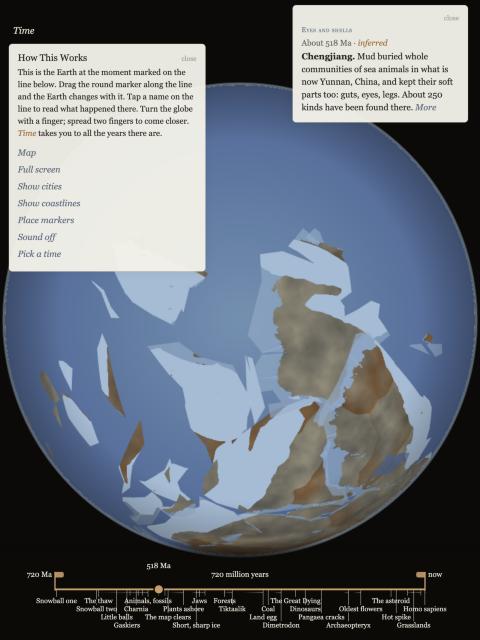 Time
How This Works
close
This is the Earth at the moment marked on the
line below. Drag the round marker along the line
and the Earth changes with it. Tap a name on the
line to read what happened there. Turn the globe
with a finger; spread two fingers to come closer.
Time takes you to all the years there are.
Map
Full screen
Show cities
Show coastlines
Place markers
Sound off
Pick a time
close
Eyes and shells
About 518 Ma · inferred
Chengjiang. Mud buried whole
communities of sea animals in what is
now Yunnan, China, and kept their soft
parts too: guts, eyes, legs. About 250
kinds have been found there. More
518 Ma
720 Ma
720 million years
now
Snowball one The thaw Animals, fossils Jaws Forests The Great Dying The asteroid
Snowball two Charnia Plants ashore Tiktaalik Coal Dinosaurs Oldest flowers Homo sapiens
Little balls The map clears Land egg Pangaea cracks Hot spike
Gaskiers Short, sharp ice Dimetrodon Archaeopteryx Grasslands